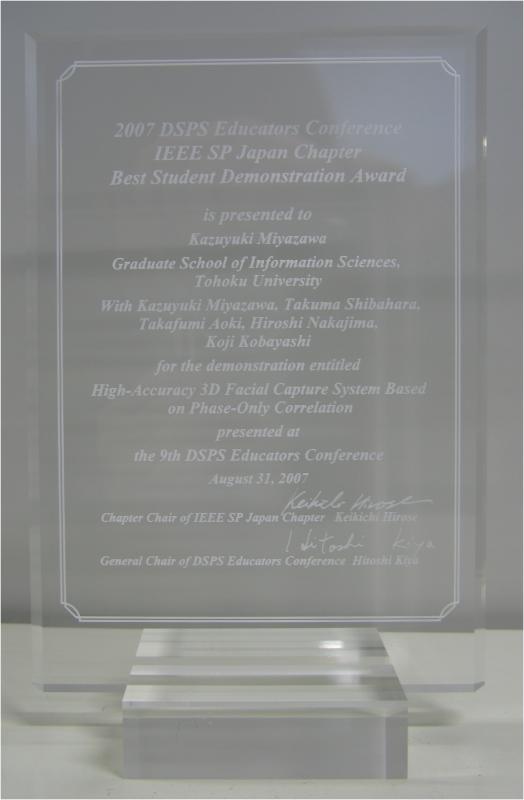 2007 DSPS Educators Conference
IEEE SP Japan Chapter
Best Student Demonstration Award
is presented to
Kazuyuki Miyazawa
Graduate School of Information Sciences,
Tohoku University
With Kazuyuki Miyazawa, Takuma Shibahara,
Takafumi Aoki, Hiroshi Nakajima,
Koji Kobayashi
for the demonstration entitled
High-Accuracy 3D Facial Capture System Based
on Phase-Only Correlation
presented at
the 9th DSPS Educators Conference
August 31, 2007
Keikichi Hirose
Chapter Chair of IEEE SP Japan Chapter Keikichi Hirose
Hitoshi Kiya
General Chair of DSPS Educators Conference Hitoshi Kiya